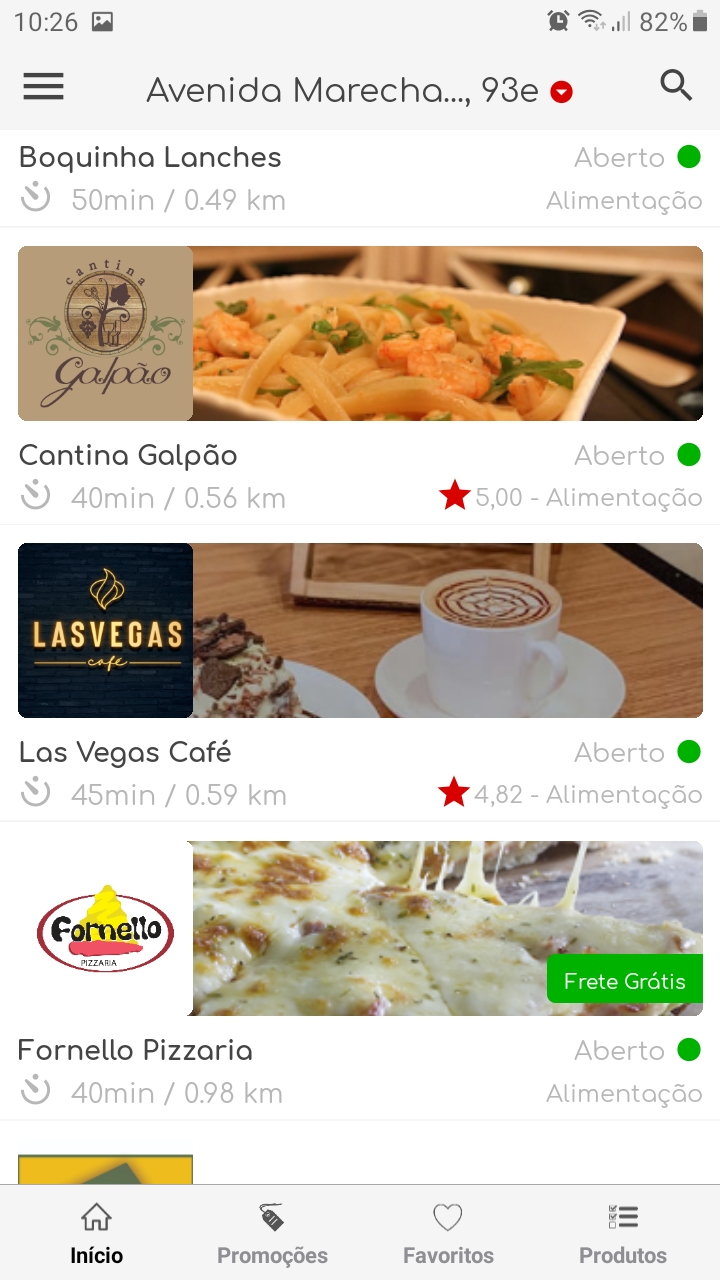 10:26 82%
Avenida Marecha..., 93e
Boquinha Lanches Aberto
50min / 0.49 km Alimentação
cantina
Galpão
Cantina Galpão Aberto
40min / 0.56 km 5,00 - Alimentação
LASVEGAS
café
Las Vegas Café Aberto
45min / 0.59 km 4,82 - Alimentação
Fornello
PIZZARIA
Frete Grátis
Fornello Pizzaria Aberto
40min / 0.98 km Alimentação
Início Promoções Favoritos Produtos